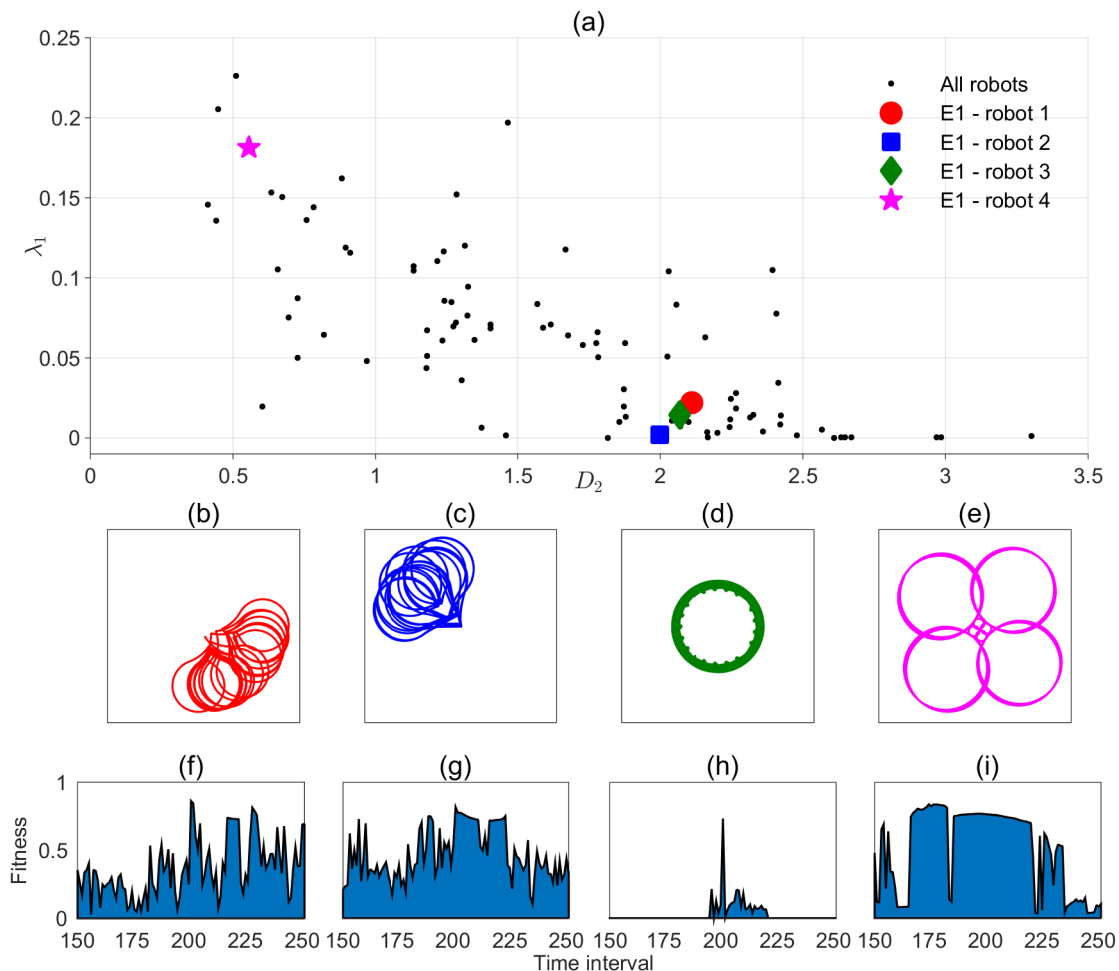 (a)
0.25
0.2
0.15
0.1
0.05
0
λ₁
All robots
E1 - robot 1
E1 - robot 2
E1 - robot 3
E1 - robot 4
0 0.5 1 1.5 2 2.5 3 3.5
D₂
(b) (c) (d) (e)
(f) (g) (h) (i)
1
0.5
0
Fitness
150 175 200 225 250 150 175 200 225 250 150 175 200 225 250 150 175 200 225 250
Time interval